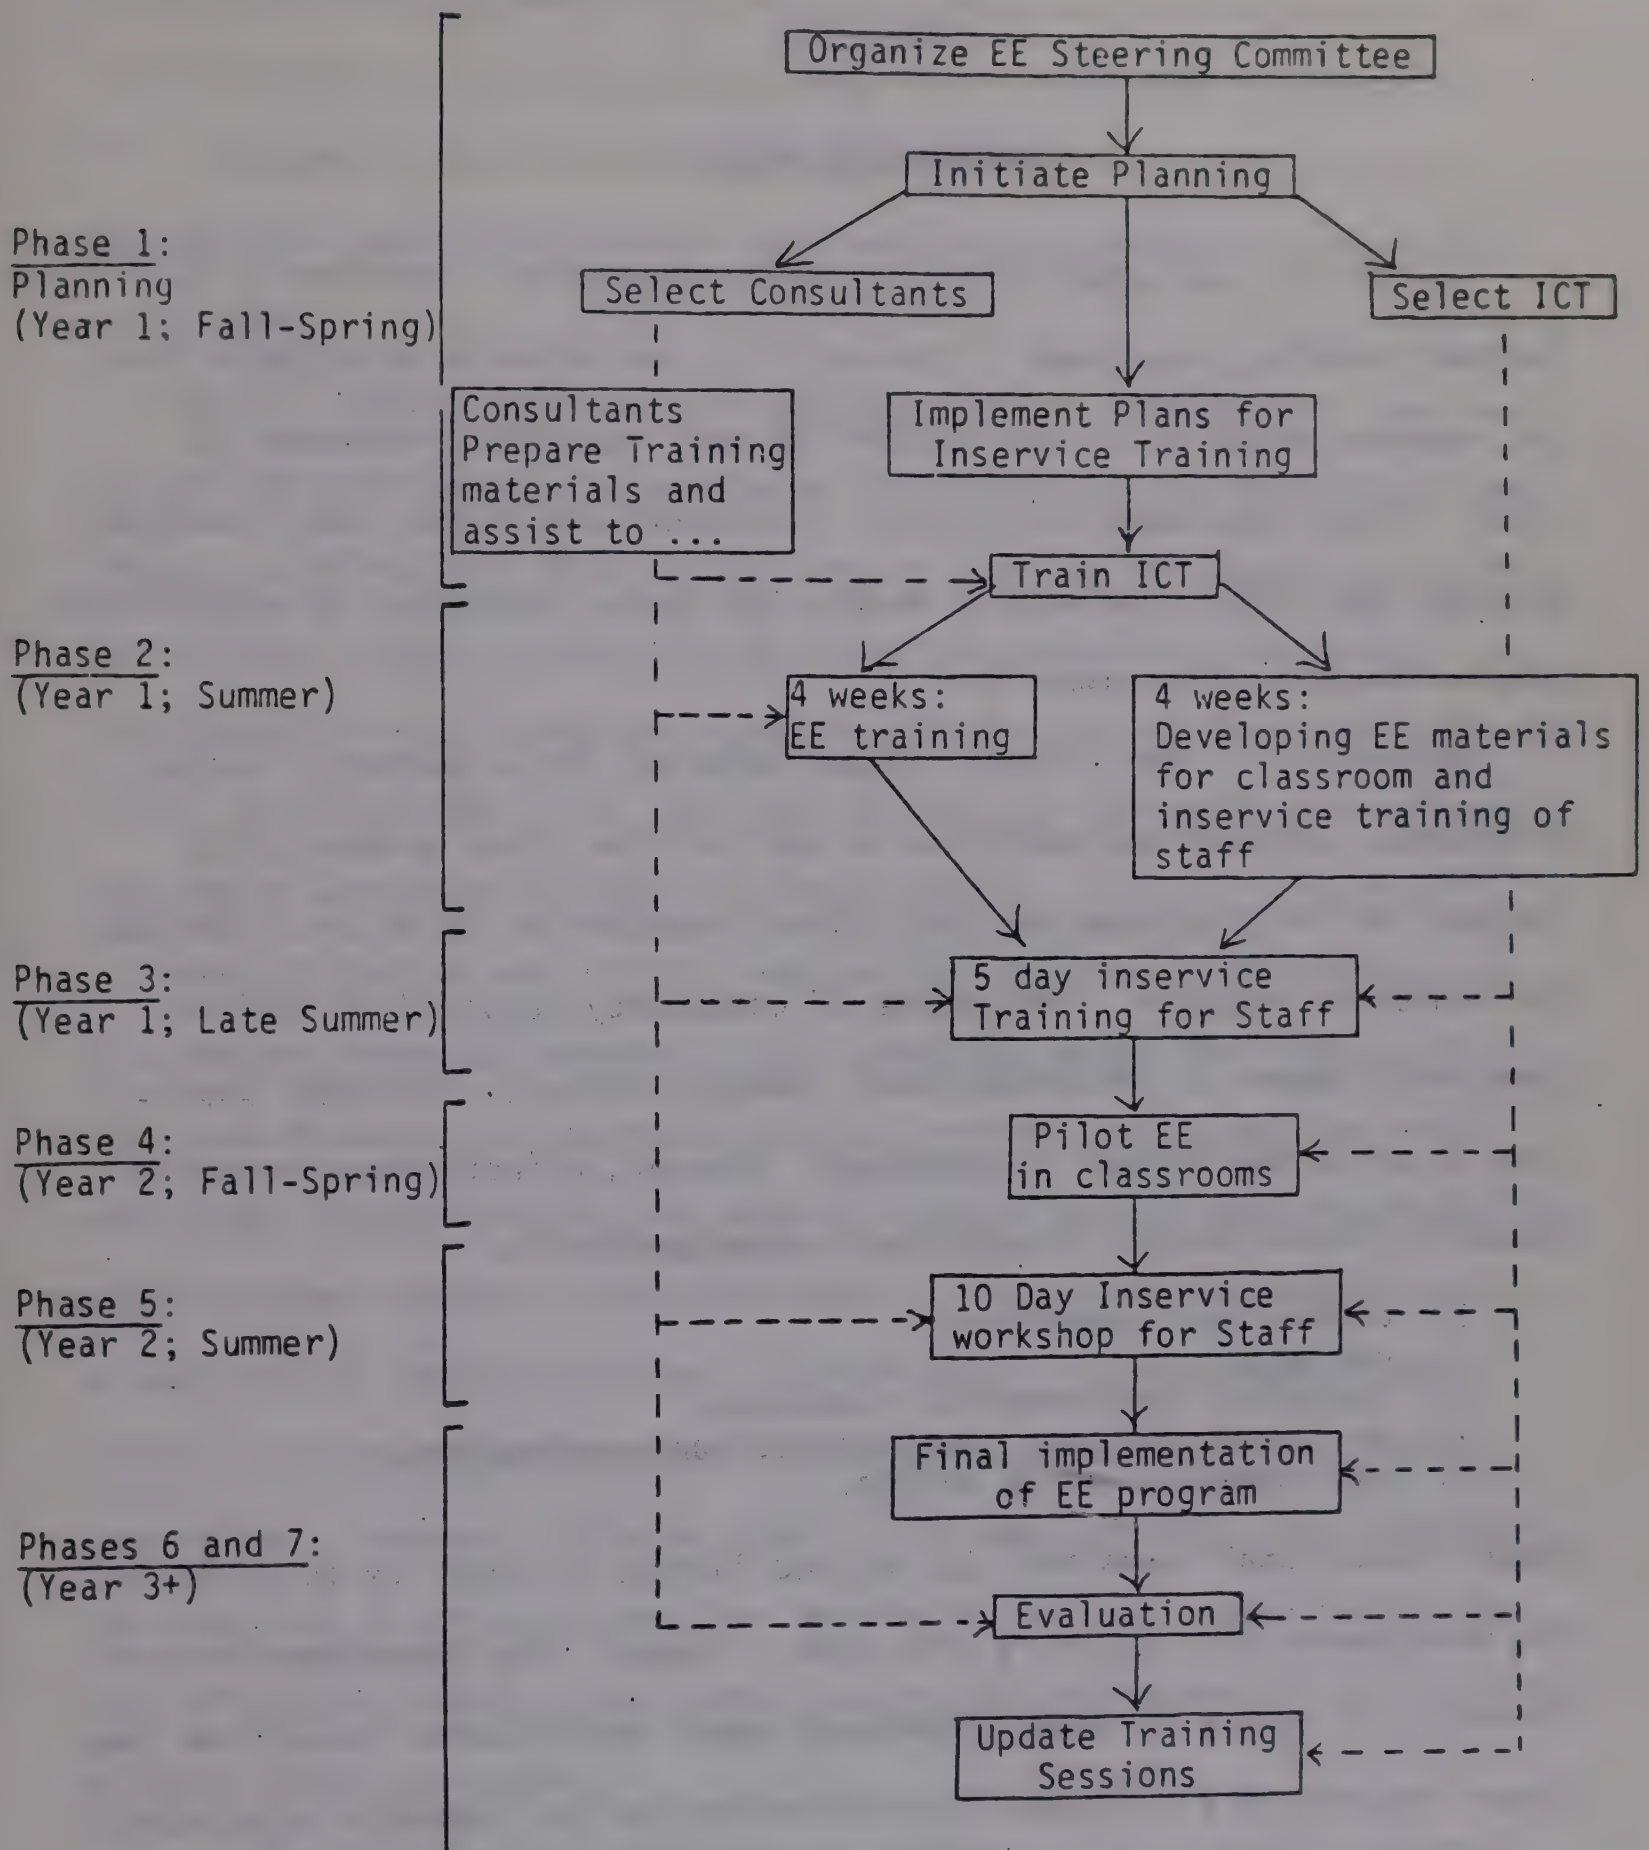 Organize EE Steering Committee
Initiate Planning
Phase 1:
Planning
(Year 1; Fall-Spring)
Select Consultants
Select ICT
Consultants
Prepare Training
materials and
assist to ...
Implement Plans for
Inservice Training
Train ICT
Phase 2:
(Year 1; Summer)
4 weeks:
EE training
4 weeks:
Developing EE materials
for classroom and
inservice training of
staff
Phase 3:
(Year 1; Late Summer)
5 day inservice
Training for Staff
Phase 4:
(Year 2; Fall-Spring)
Pilot EE
in classrooms
Phase 5:
(Year 2; Summer)
10 Day Inservice
workshop for Staff
Final implementation
of EE program
Phases 6 and 7:
(Year 3+)
Evaluation
Update Training
Sessions